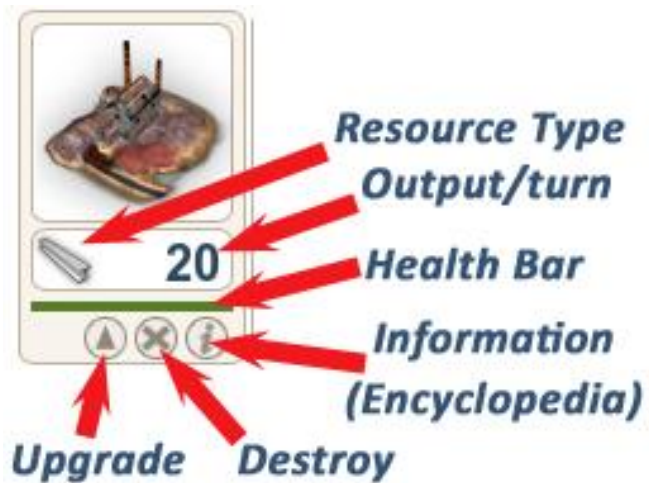 Resource Type
Output/turn
20
Health Bar
Information
(Encyclopedia)
Upgrade Destroy